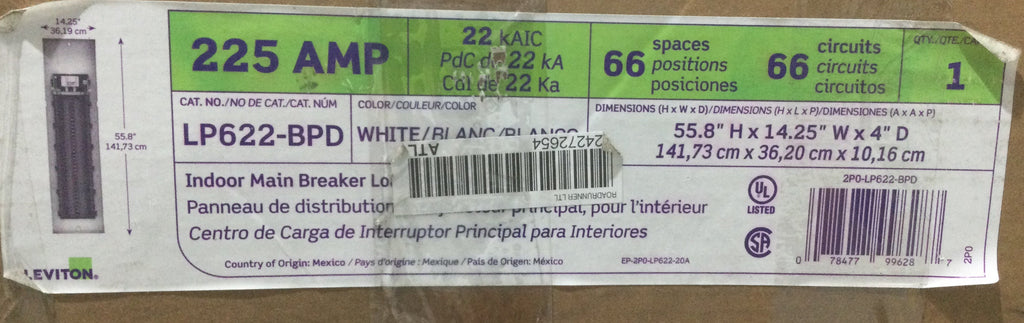 14.25"
36,19 cm
55.8"
141,73 cm
LEVITON®
225 AMP
22 kAIC
PdC de 22 kA
Cal de 22 Ka
66 spaces
positions
posiciones
66 circuits
circuits
circuitos
QTY./QTE./CA
1
CAT. NO./NO DE CAT./CAT. NÚM
LP622-BPD
COLOR/COULEUR/COLOR
WHITE/BLANC/BLANCO
DIMENSIONS (H x W x D)/DIMENSIONS (H x L x P)/DIMENSIONES (A x A x P)
55.8" H x 14.25" W x 4" D
141,73 cm x 36,20 cm x 10,16 cm
Indoor Main Breaker
Panneau de distribution principal, pour l'intérieur
Centro de Carga de Interruptor Principal para Interiores
Country of Origin: Mexico / Pays d'origine : Mexique / País de Origen: México
EP-2P0-LP622-20A
UL
LISTED
SA
2P0-LP622-BPD
0 78477 99628 7
2P0
ROADRUNNER LTL
24272654
ATL